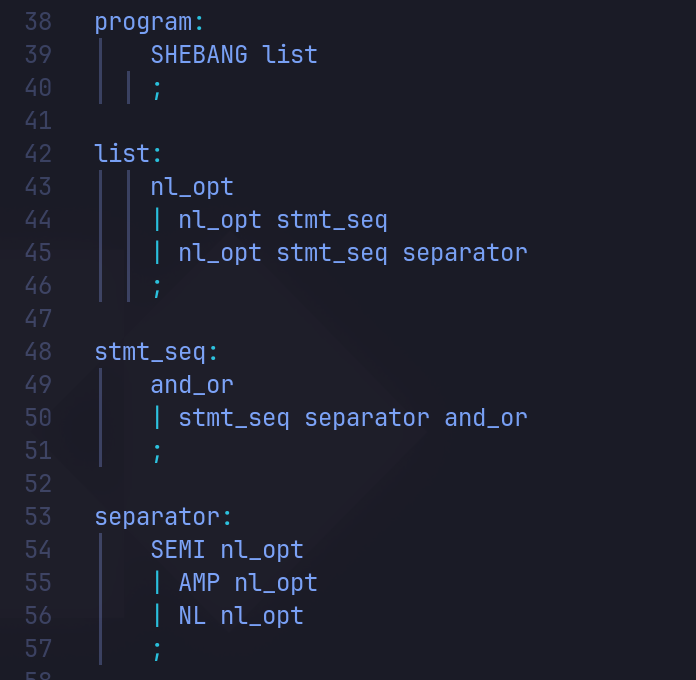 38 program:
39 SHEBANG list
40 ;
41
42 list:
43 nl_opt
44 | nl_opt stmt_seq
45 | nl_opt stmt_seq separator
46 ;
47
48 stmt_seq:
49 and_or
50 | stmt_seq separator and_or
51 ;
52
53 separator:
54 SEMI nl_opt
55 | AMP nl_opt
56 | NL nl_opt
57 ;
58